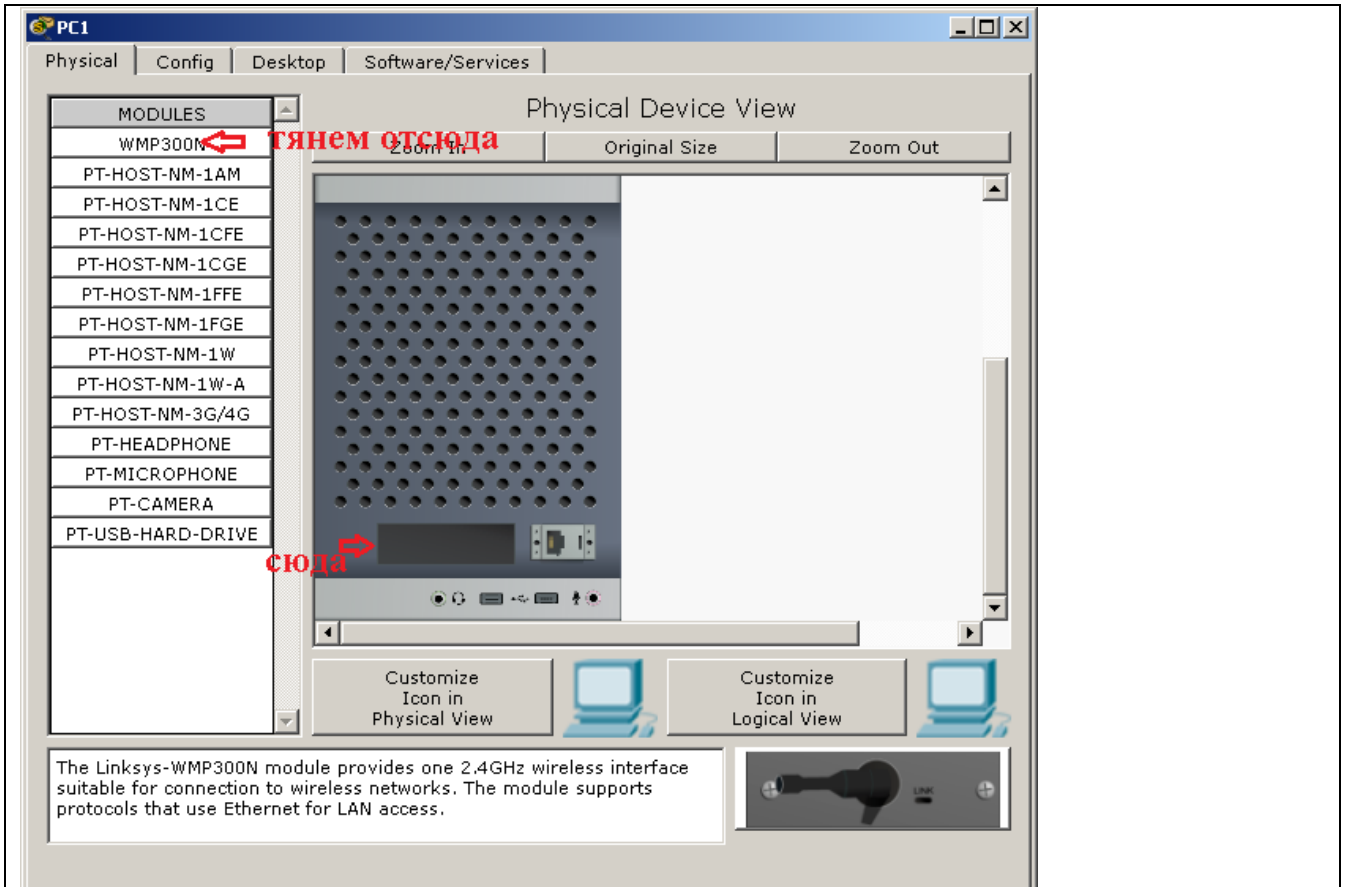 PC1
Physical Config Desktop Software/Services
MODULES
WMP300N
PT-HOST-NM-1AM
PT-HOST-NM-1CE
PT-HOST-NM-1CFE
PT-HOST-NM-1CGE
PT-HOST-NM-1FFE
PT-HOST-NM-1FGE
PT-HOST-NM-1W
PT-HOST-NM-1W-A
PT-HOST-NM-3G/4G
PT-HEADPHONE
PT-MICROPHONE
PT-CAMERA
PT-USB-HARD-DRIVE
Physical Device View
тянем отсюда
Zoom In Original Size Zoom Out
сюда
Customize
Icon in
Physical View
Customize
Icon in
Logical View
The Linksys-WMP300N module provides one 2.4GHz wireless interface
suitable for connection to wireless networks. The module supports
protocols that use Ethernet for LAN access.
LINK